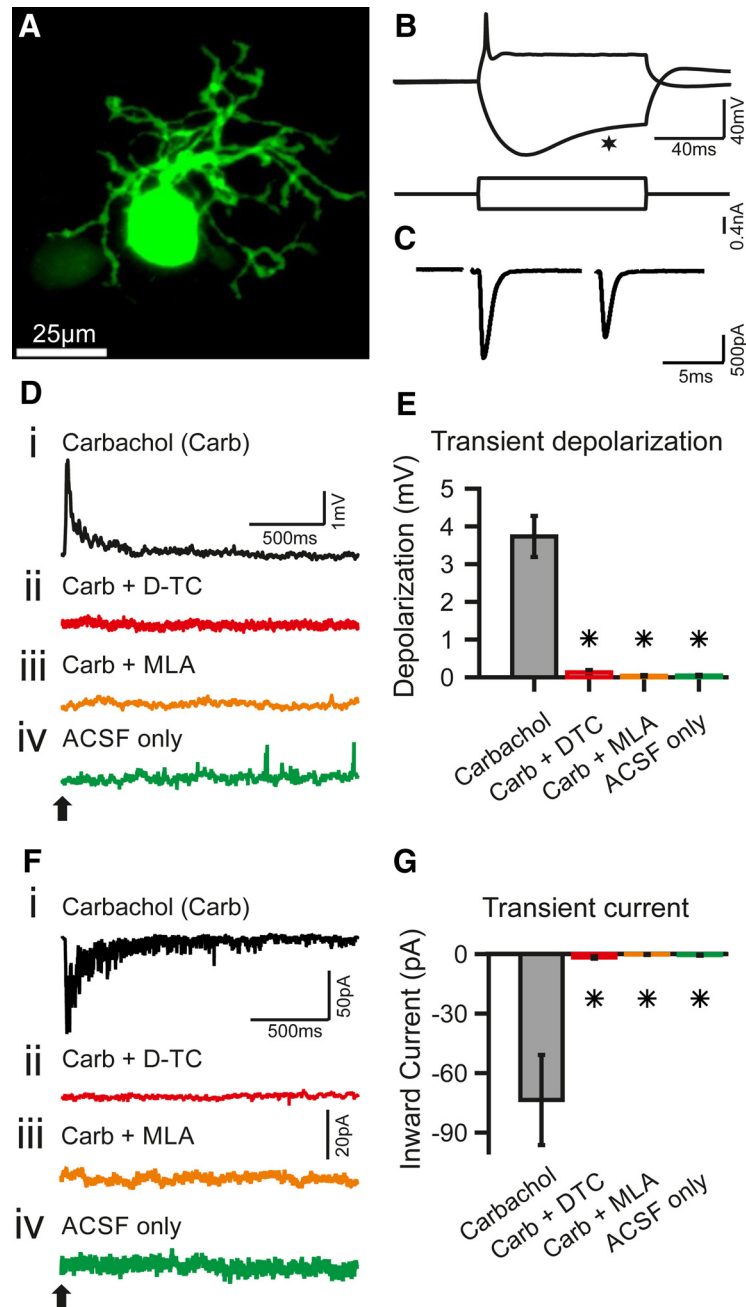 A
25µm
B
40mV
40ms
0.4nA
C
500pA
5ms
D
i
Carbachol (Carb)
1mV
500ms
ii
Carb + D-TC
iii
Carb + MLA
iv
ACSF only
E
Transient depolarization
Depolarization (mV)
5
4
3
2
1
0
Carbachol
Carb + DTC
Carb + MLA
ACSF only
F
i
Carbachol (Carb)
50pA
500ms
ii
Carb + D-TC
iii
Carb + MLA
20pA
iv
ACSF only
G
Transient current
Inward Current (pA)
0
-30
-60
-90
Carbachol
Carb + DTC
Carb + MLA
ACSF only